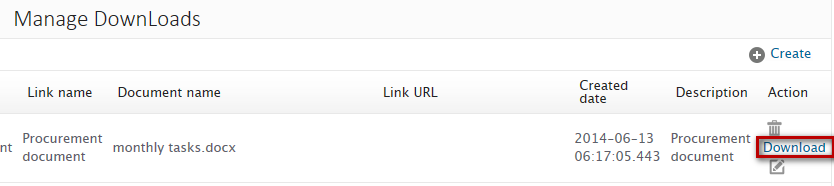 Manage DownLoads
Create
Link name Document name Link URL Created date Description Action
nt Procurement document monthly tasks.docx 2014-06-13 06:17:05.443 Procurement document Download